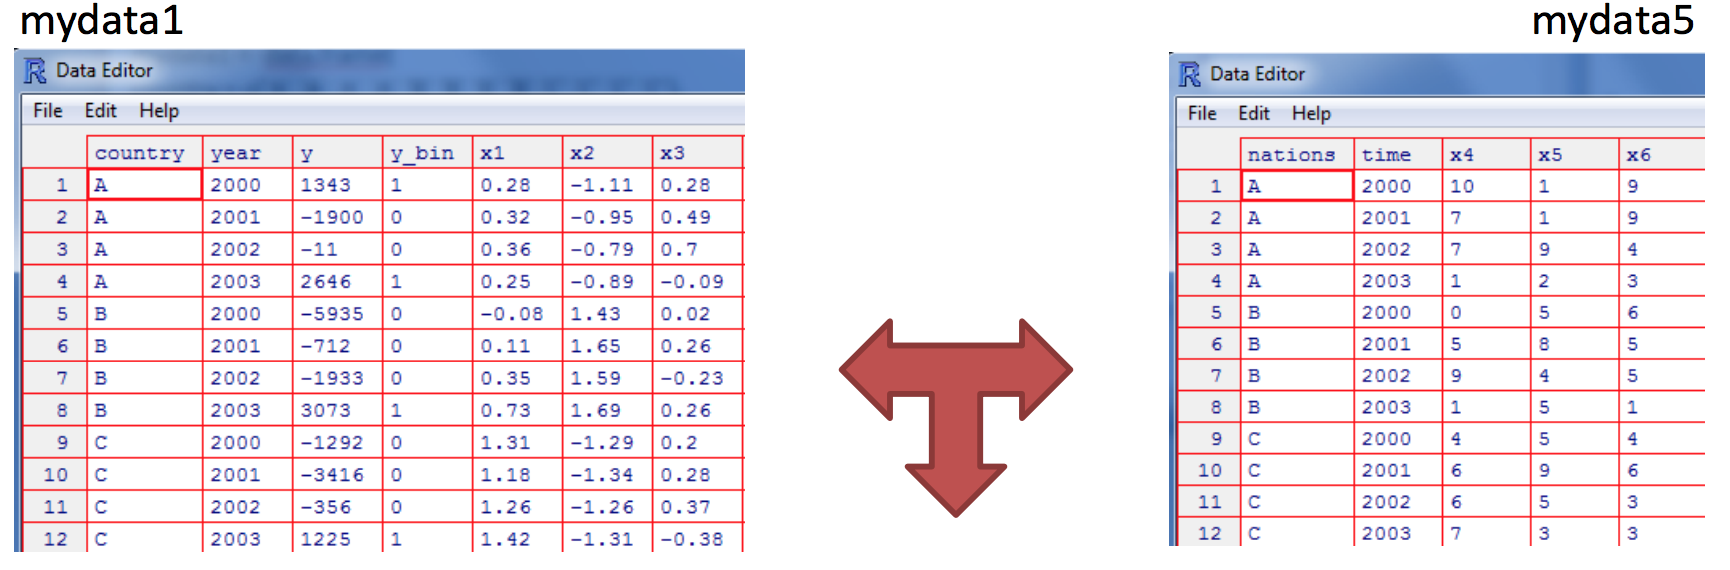 mydata1
R Data Editor
File Edit Help
country year y y_bin x1 x2 x3
1 A 2000 1343 1 0.28 -1.11 0.28
2 A 2001 -1900 0 0.32 -0.95 0.49
3 A 2002 -11 0 0.36 -0.79 0.7
4 A 2003 2646 1 0.25 -0.89 -0.09
5 B 2000 -5935 0 -0.08 1.43 0.02
6 B 2001 -712 0 0.11 1.65 0.26
7 B 2002 -1933 0 0.35 1.59 -0.23
8 B 2003 3073 1 0.73 1.69 0.26
9 C 2000 -1292 0 1.31 -1.29 0.2
10 C 2001 -3416 0 1.18 -1.34 0.28
11 C 2002 -356 0 1.26 -1.26 0.37
12 C 2003 1225 1 1.42 -1.31 -0.38
mydata5
R Data Editor
File Edit Help
nations time x4 x5 x6
1 A 2000 10 1 9
2 A 2001 7 1 9
3 A 2002 7 9 4
4 A 2003 1 2 3
5 B 2000 0 5 6
6 B 2001 5 8 5
7 B 2002 9 4 5
8 B 2003 1 5 1
9 C 2000 4 5 4
10 C 2001 6 9 6
11 C 2002 6 5 3
12 C 2003 7 3 3